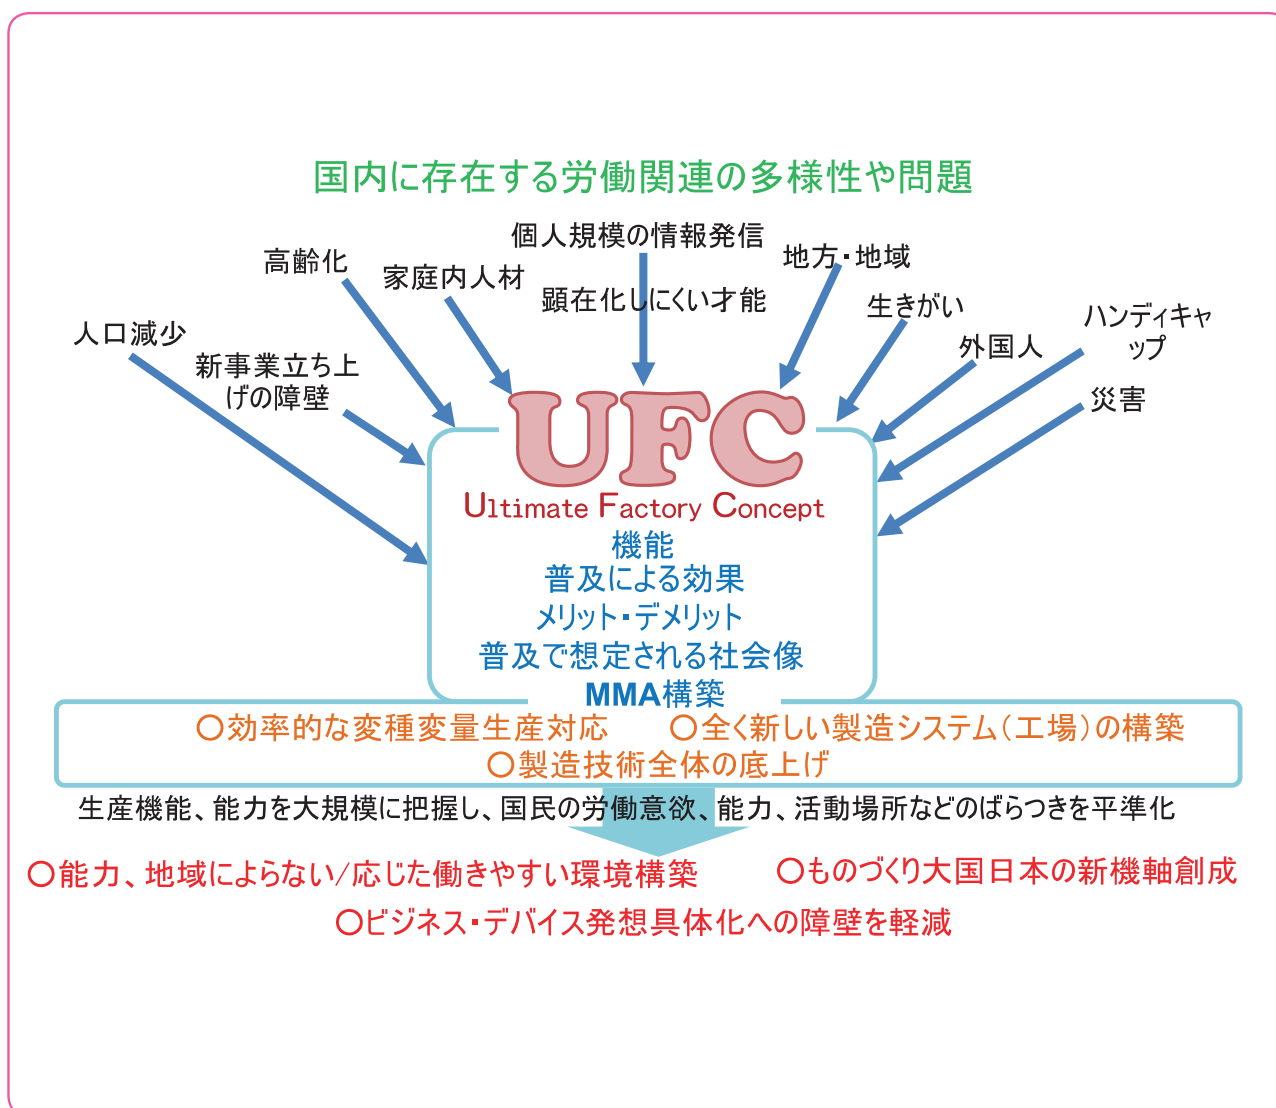 国内に存在する労働関連の多様性や問題
個人規模の情報発信
地方・地域
高齢化
家庭内人材
顕在化しにくい才能
生きがい
ハンディキャ
ップ
人口減少
外国人
新事業立ち上
げの障壁
災害
UFC
Ultimate Factory Concept
機能
普及による効果
メリット・デメリット
普及で想定される社会像
MMA構築
○効率的な変種変量生産対応 ○全く新しい製造システム(工場)の構築
○製造技術全体の底上げ
生産機能、能力を大規模に把握し、国民の労働意欲、能力、活動場所などのばらつきを平準化
○能力、地域によらない/応じた働きやすい環境構築 ○ものづくり大国日本の新機軸創成
○ビジネス・デバイス発想具体化への障壁を軽減